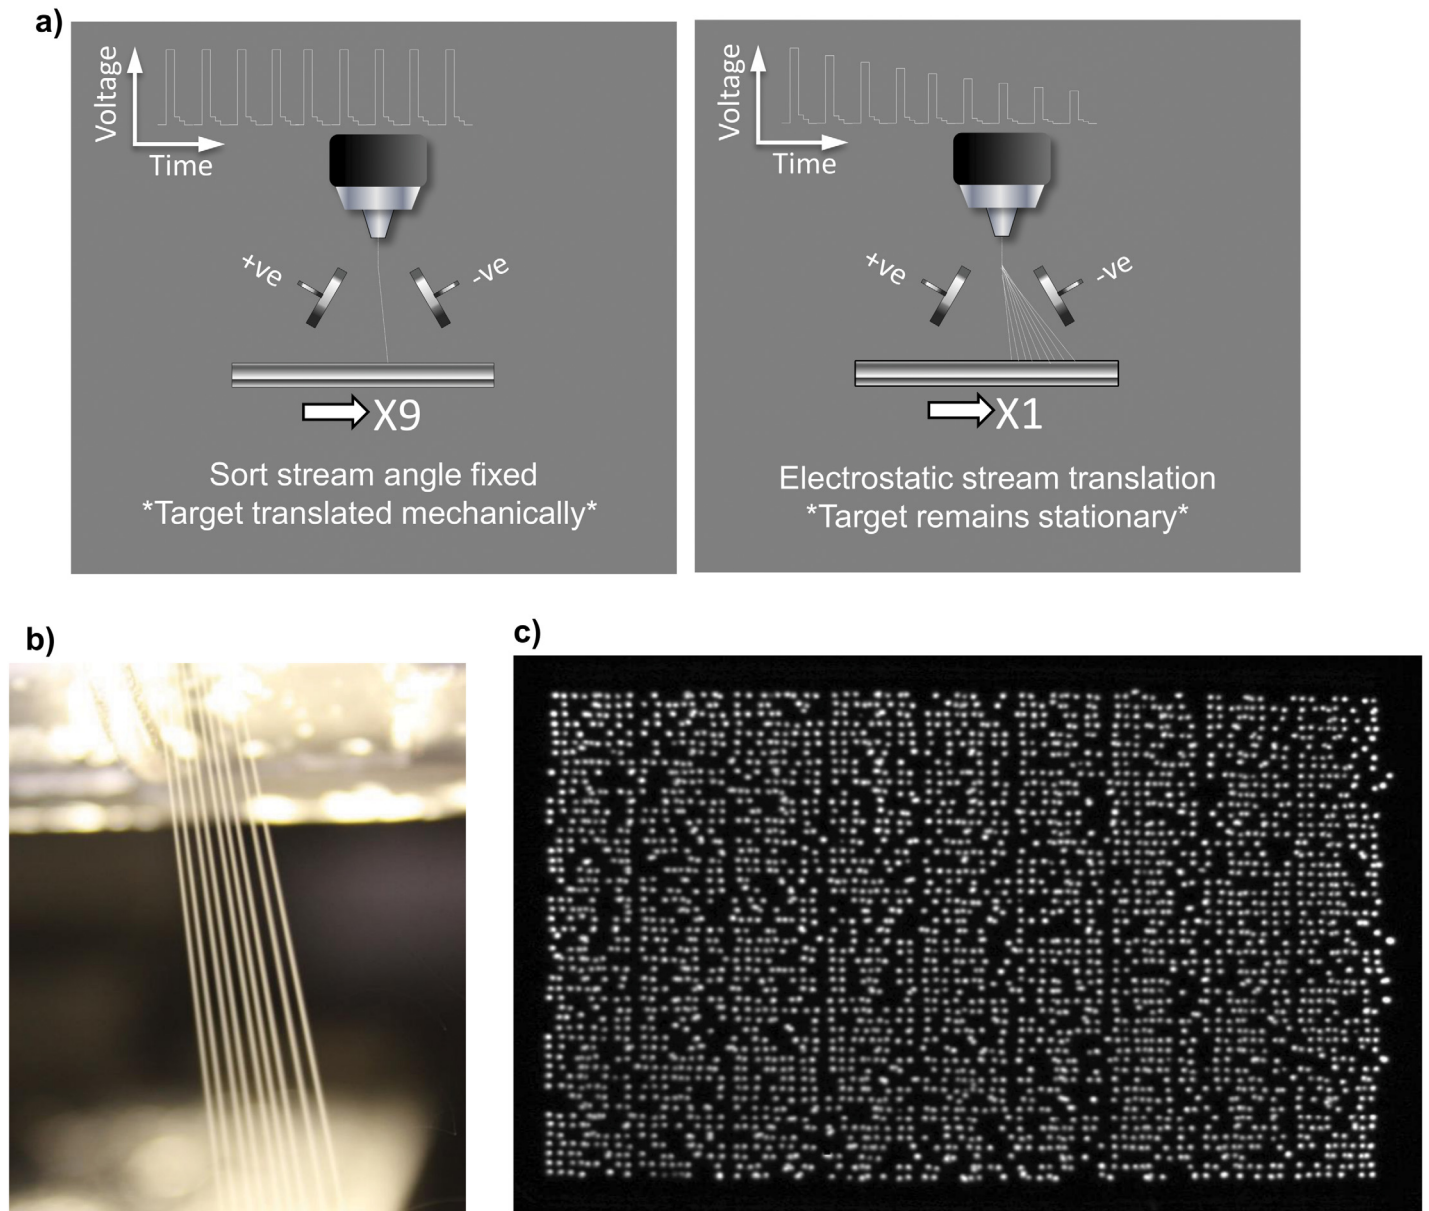 a)
Voltage
Time
+ve
-ve
X9
Sort stream angle fixed
*Target translated mechanically*
Voltage
Time
+ve
-ve
X1
Electrostatic stream translation
*Target remains stationary*
b)
c)